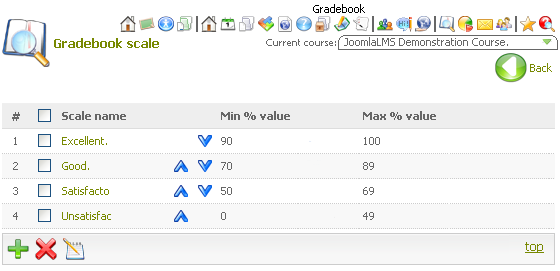 Gradebook
Gradebook scale
Current course: JoomlaLMS Demonstration Course.
Back
# Scale name Min % value Max % value
1 Excellent. 90 100
2 Good. 70 89
3 Satisfacto 50 69
4 Unsatisfac 0 49
top